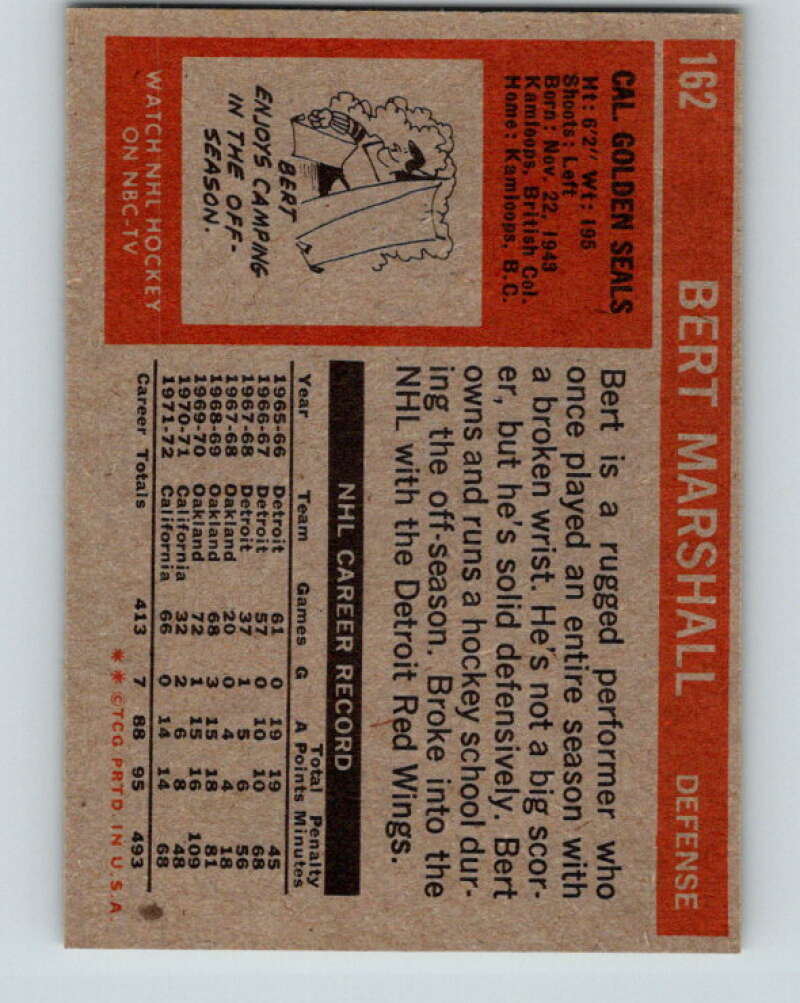 162 BERT MARSHALL DEFENSE
CAL. GOLDEN SEALS
Ht: 6'2" Wt: 195
Shoots: Left
Born: Nov. 22, 1943
Kamloops, British Col.
Home: Kamloops, B.C.
BERT
ENJOYS CAMPING
IN THE OFF-
SEASON.
WATCH NHL HOCKEY
ON NBC-TV
Bert is a rugged performer who
once played an entire season with
a broken wrist. He's not a big scor-
er, but he's solid defensively. Bert
owns and runs a hockey school dur-
ing the off-season. Broke into the
NHL with the Detroit Red Wings.
NHL CAREER RECORD
Total Penalty
Year Team Games G A Points Minutes
1965-66 Detroit 61 0 19 19 45
1966-67 Detroit 57 0 10 10 68
1967-68 Detroit 37 1 5 6 56
1967-68 Oakland 20 0 4 4 18
1968-69 Oakland 68 3 15 18 81
1969-70 Oakland 72 1 15 16 109
1970-71 California 32 2 6 8 48
1971-72 California 66 0 14 14 68
Career Totals 413 7 88 95 493
** © T.C.G. PRTD. IN U.S.A.